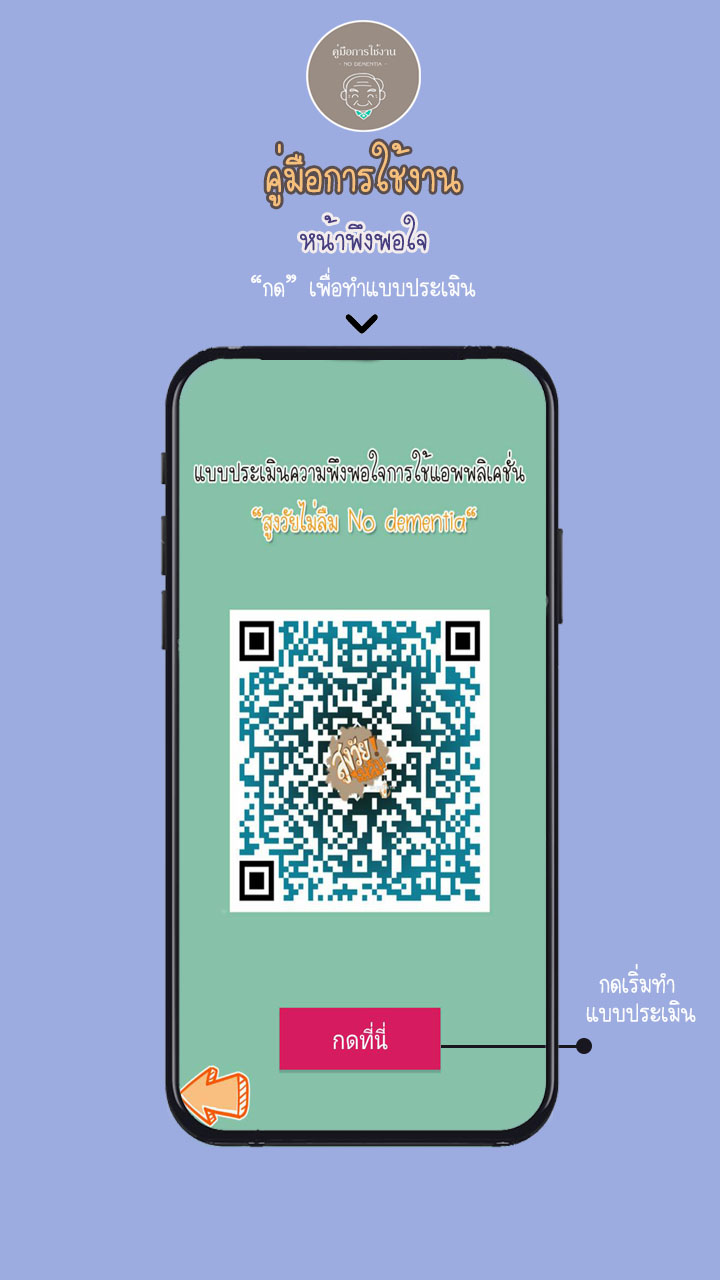 คู่มือการใช้งาน
- NO DEMENTIA -
คู่มือการใช้งาน
หน้าพึงพอใจ
“กด” เพื่อทำแบบประเมิน
แบบประเมินความพึงพอใจการใช้แอพพลิเคชั่น
“สูงวัยไม่ลืม No dementia“
สูงวัย!
ไม่ลืม
กดที่นี่
กดเริ่มทำ
แบบประเมิน